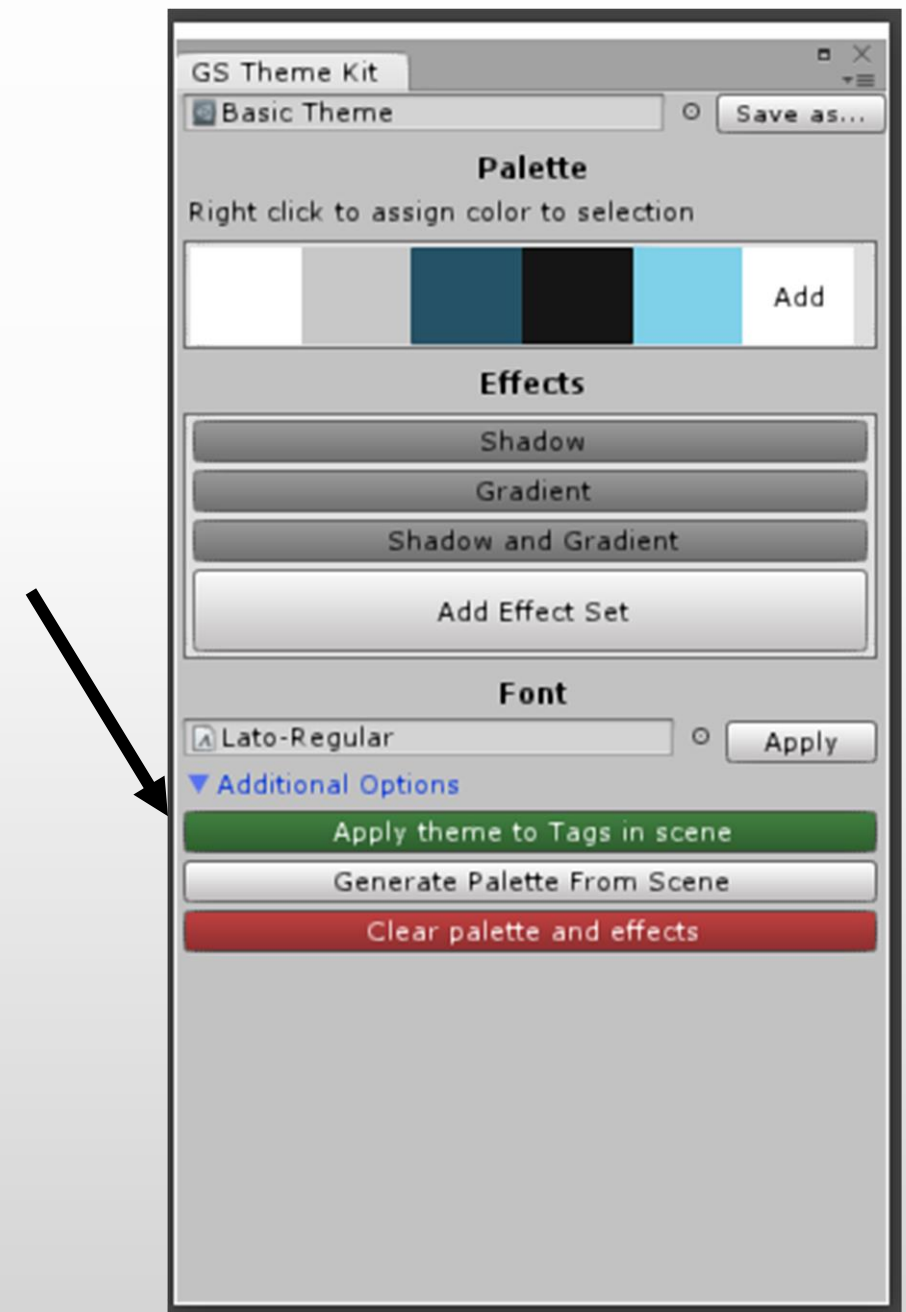 GS Theme Kit
Basic Theme
Save as...
Palette
Right click to assign color to selection
Add
Effects
Shadow
Gradient
Shadow and Gradient
Add Effect Set
Font
Lato-Regular
Apply
Additional Options
Apply theme to Tags in scene
Generate Palette From Scene
Clear palette and effects